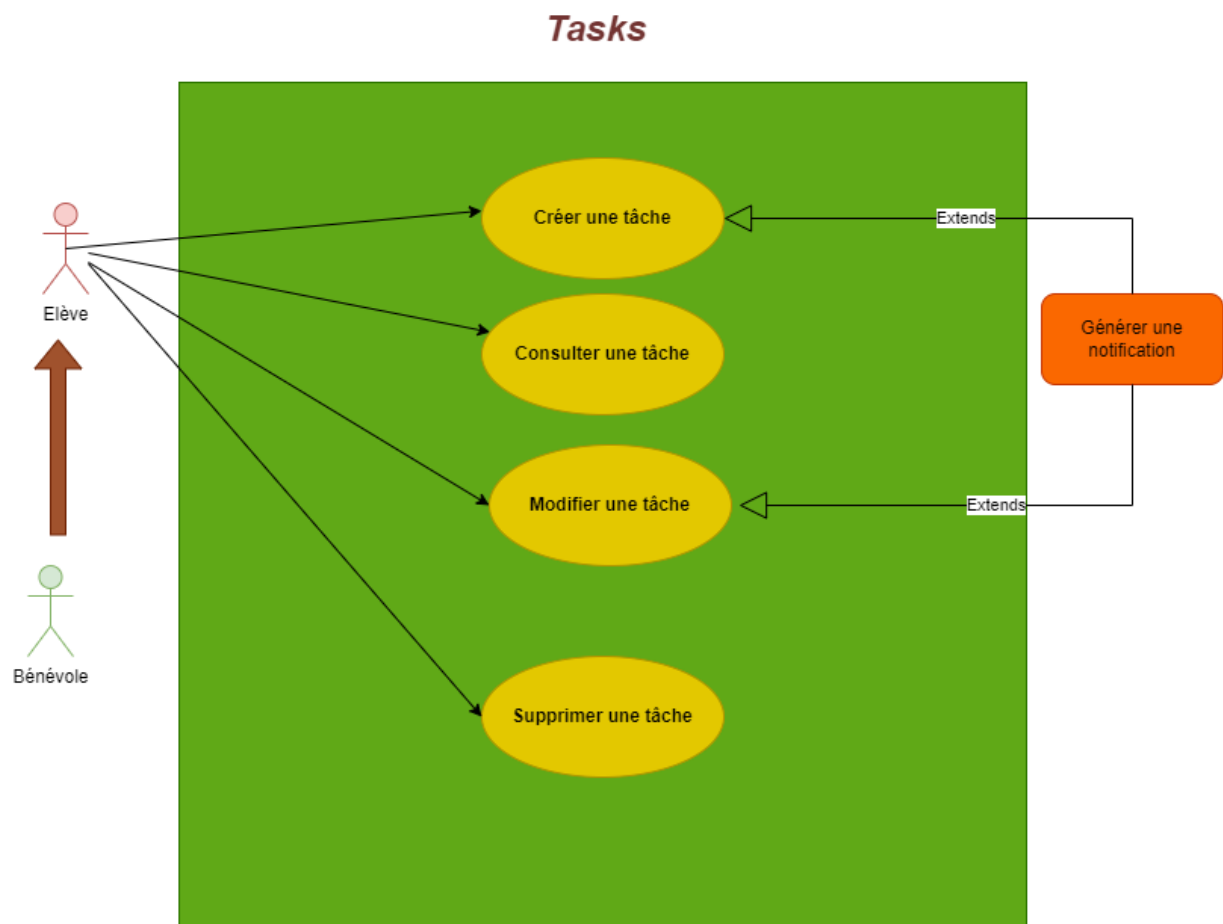 Tasks
Créer une tâche
Extends
Elève
Générer une
notification
Consulter une tâche
Modifier une tâche
Extends
Bénévole
Supprimer une tâche